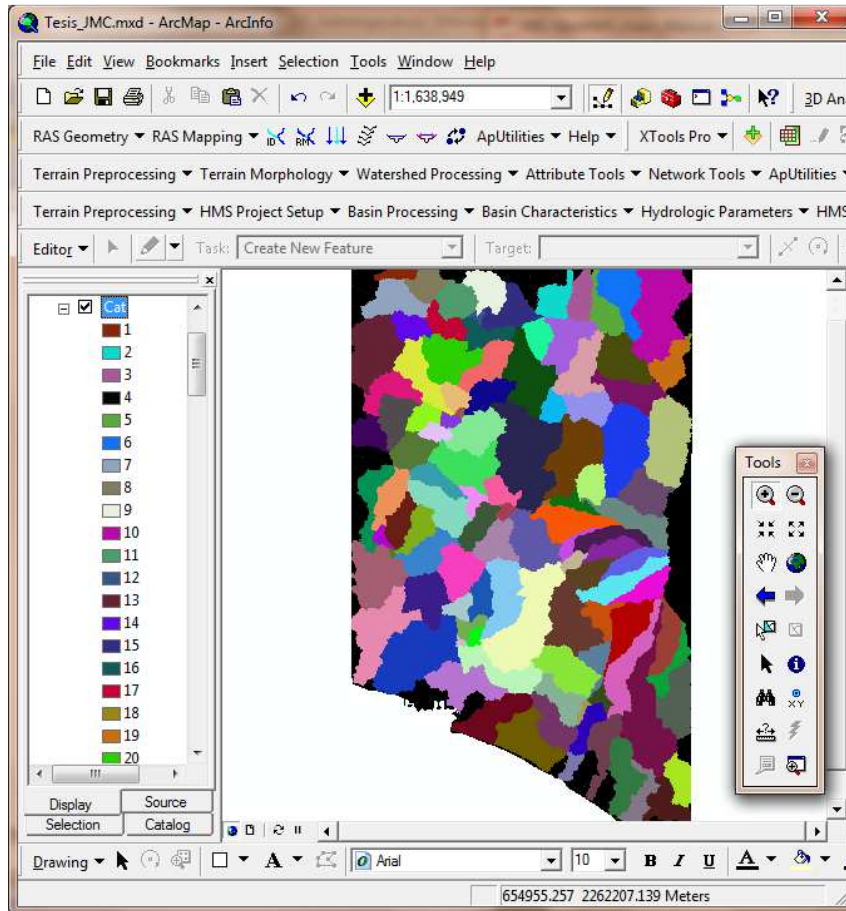 Tesis_JMC.mxd - ArcMap - ArcInfo
File Edit View Bookmarks Insert Selection Tools Window Help
1:1,638,949 3D An
RAS Geometry RAS Mapping ID RM ApUtilities Help XTools Pro
Terrain Preprocessing Terrain Morphology Watershed Processing Attribute Tools Network Tools ApUtilities
Terrain Preprocessing HMS Project Setup Basin Processing Basin Characteristics Hydrologic Parameters HMS
Editor Task: Create New Feature Target:
Cat
1
2
3
4
5
6
7
8
9
10
11
12
13
14
15
16
17
18
19
20
Display Source
Selection Catalog
Tools
XY
Drawing A Arial 10 B I U A
654955.257 2262207.139 Meters